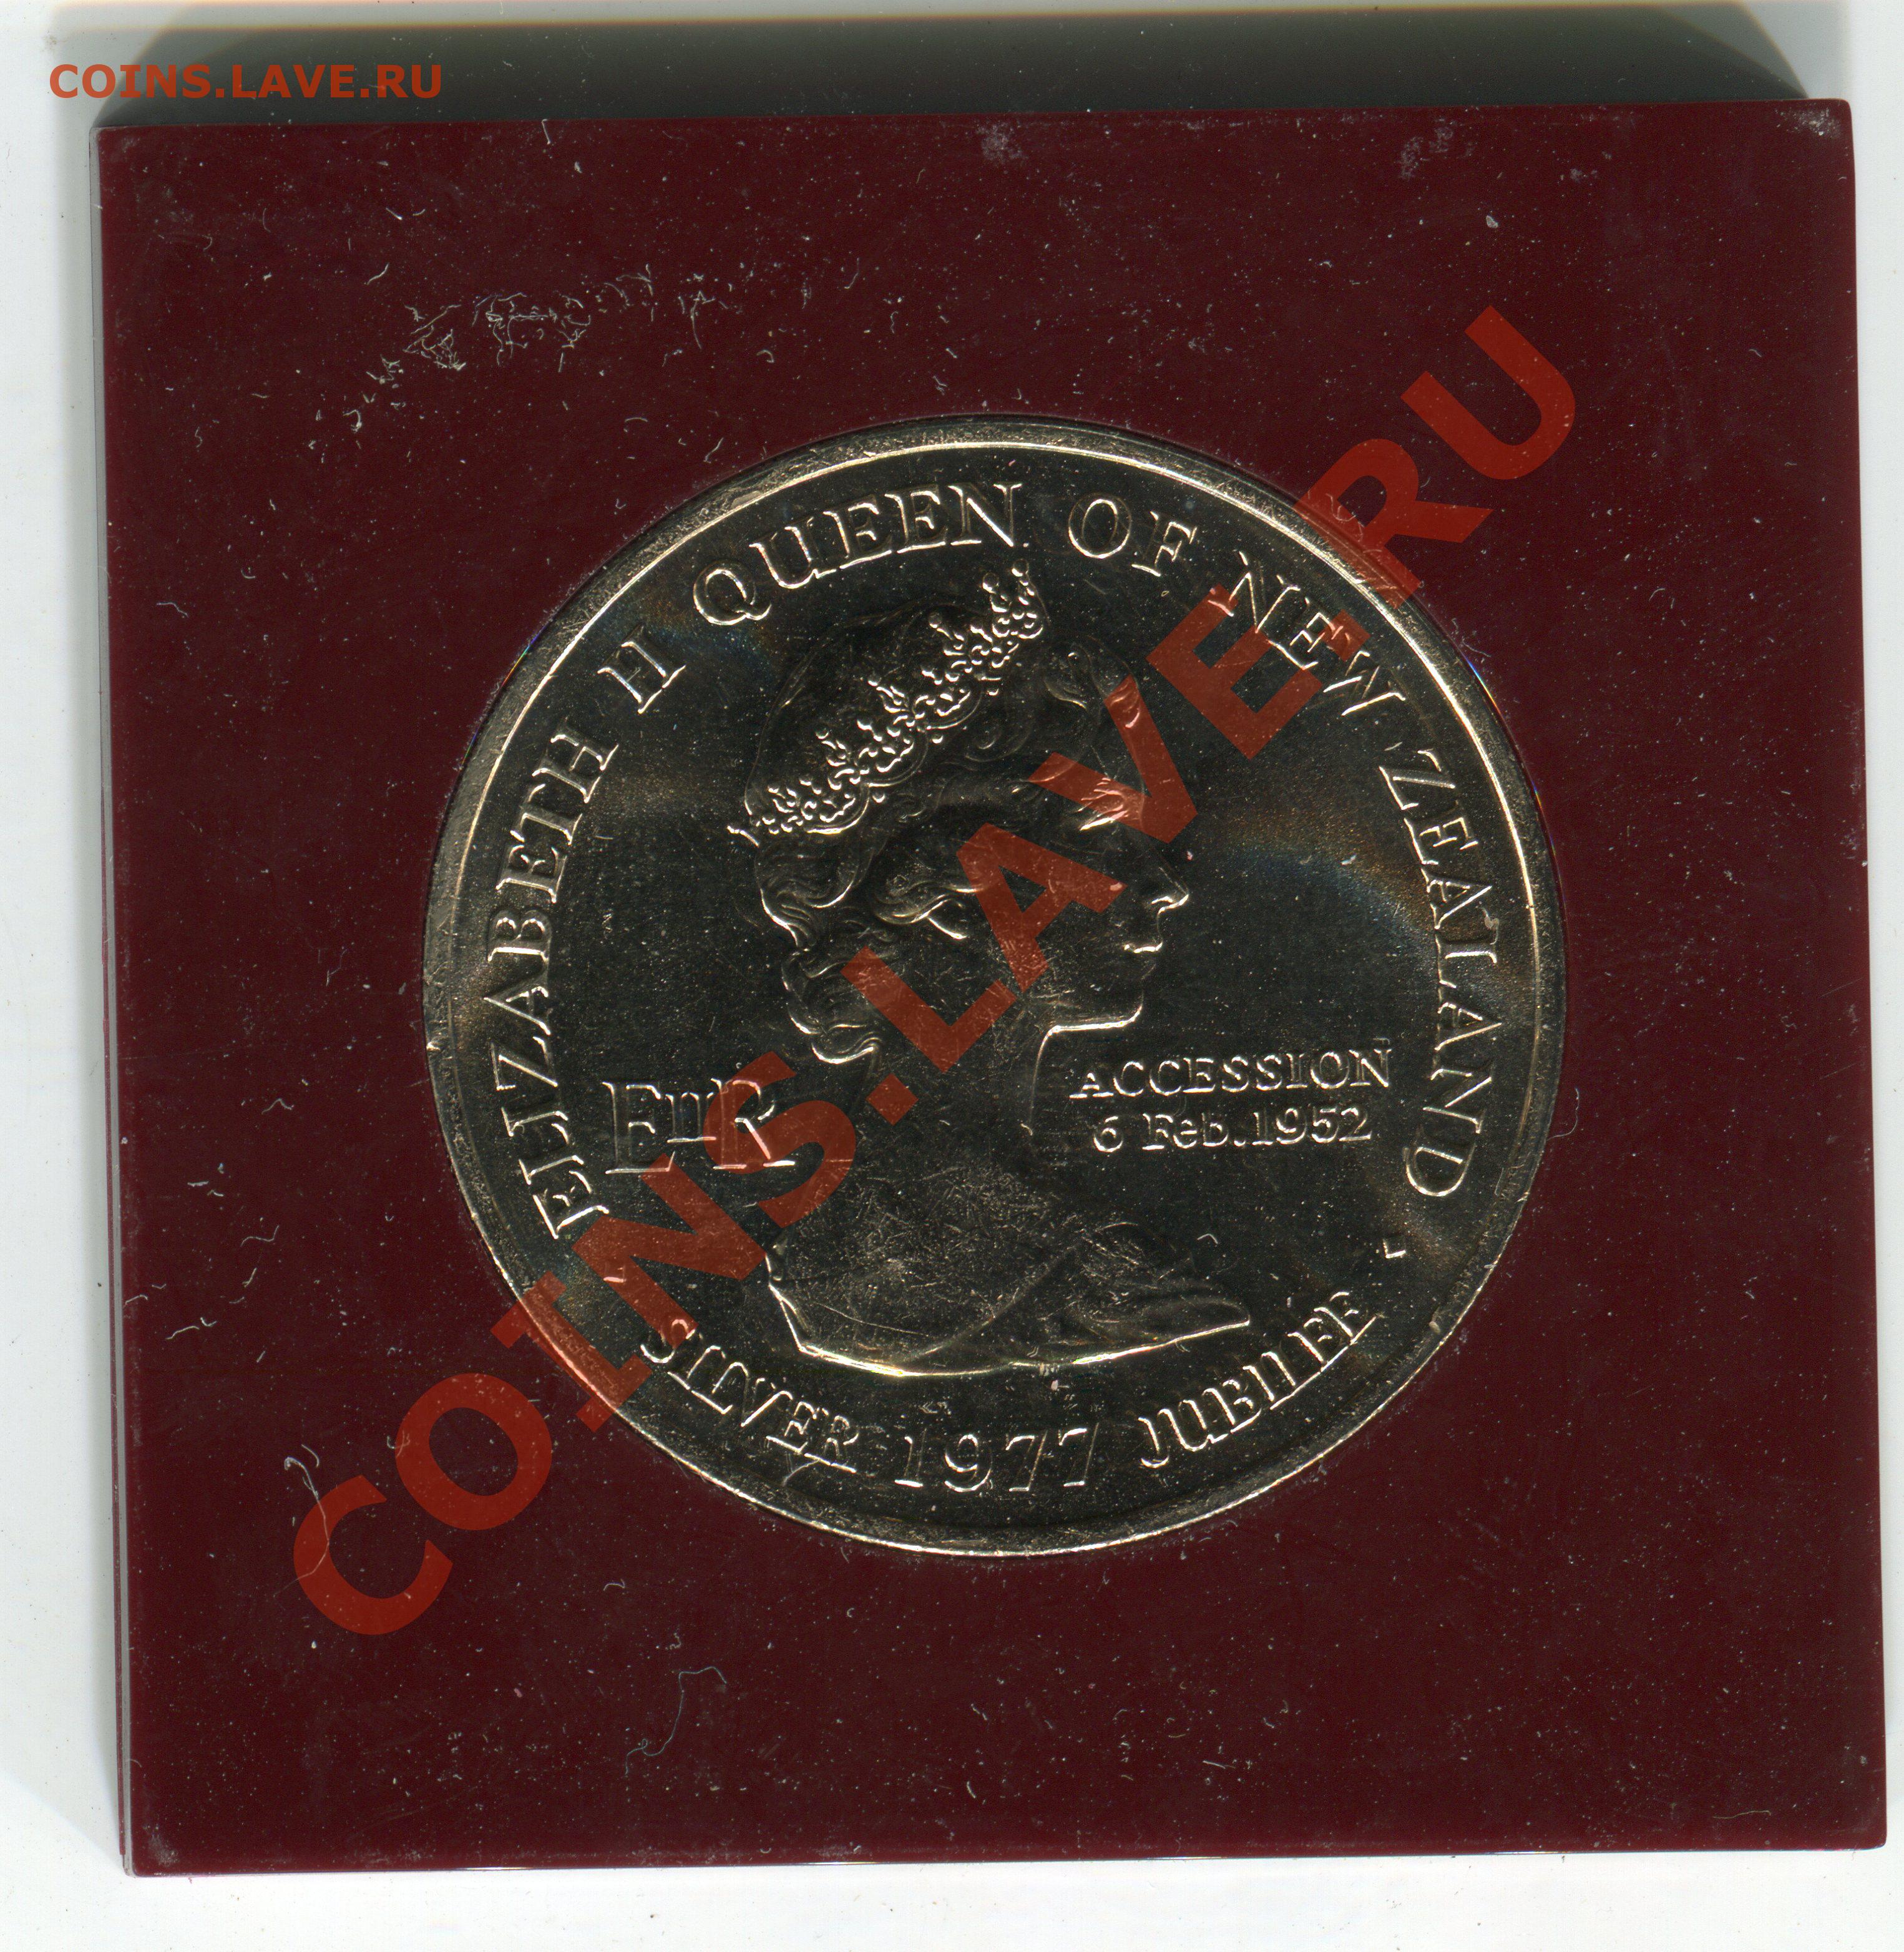 COINS.LAVE.RU
ELIZABETH II QUEEN OF NEW ZEALAND
EIIR
ACCESSION
6 Feb. 1952
SILVER 1977 JUBILEE
COINS.LAVE.RU